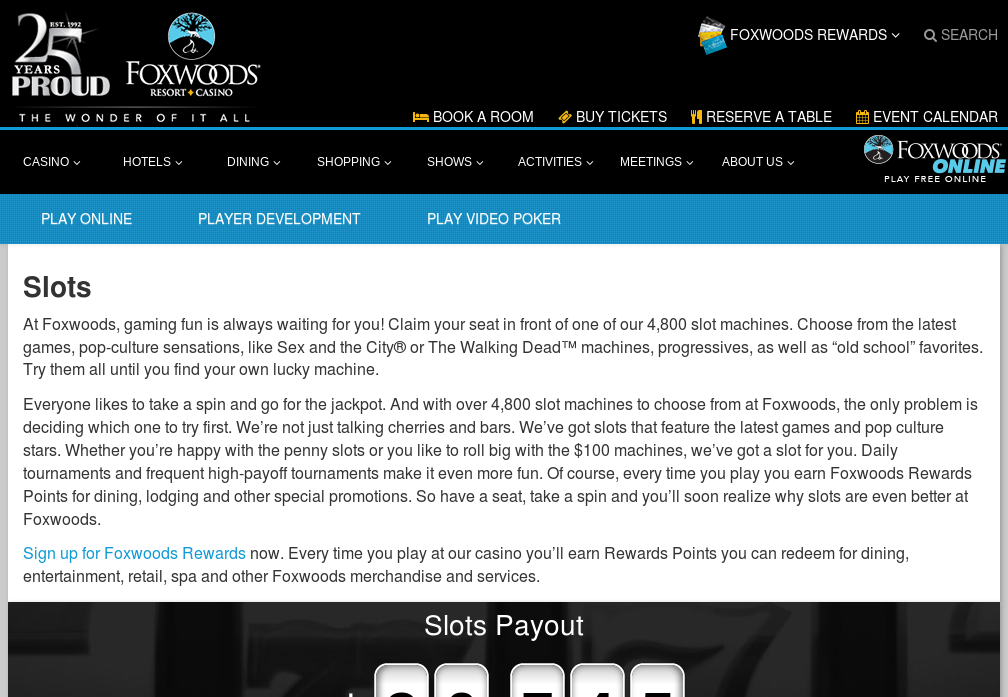 EST. 1992
25
YEARS
PROUD
FOXWOODS®
RESORT CASINO
THE WONDER OF IT ALL
FOXWOODS REWARDS
SEARCH
BOOK A ROOM
BUY TICKETS
RESERVE A TABLE
EVENT CALENDAR
CASINO
HOTELS
DINING
SHOPPING
SHOWS
ACTIVITIES
MEETINGS
ABOUT US
FOXWOODS
ONLINE
PLAY FREE ONLINE
PLAY ONLINE
PLAYER DEVELOPMENT
PLAY VIDEO POKER
Slots
At Foxwoods, gaming fun is always waiting for you! Claim your seat in front of one of our 4,800 slot machines. Choose from the latest
games, pop-culture sensations, like Sex and the City® or The Walking Dead™ machines, progressives, as well as “old school” favorites.
Try them all until you find your own lucky machine.
Everyone likes to take a spin and go for the jackpot. And with over 4,800 slot machines to choose from at Foxwoods, the only problem is
deciding which one to try first. We’re not just talking cherries and bars. We’ve got slots that feature the latest games and pop culture
stars. Whether you’re happy with the penny slots or you like to roll big with the $100 machines, we’ve got a slot for you. Daily
tournaments and frequent high-payoff tournaments make it even more fun. Of course, every time you play you earn Foxwoods Rewards
Points for dining, lodging and other special promotions. So have a seat, take a spin and you’ll soon realize why slots are even better at
Foxwoods.
Sign up for Foxwoods Rewards now. Every time you play at our casino you’ll earn Rewards Points you can redeem for dining,
entertainment, retail, spa and other Foxwoods merchandise and services.
Slots Payout